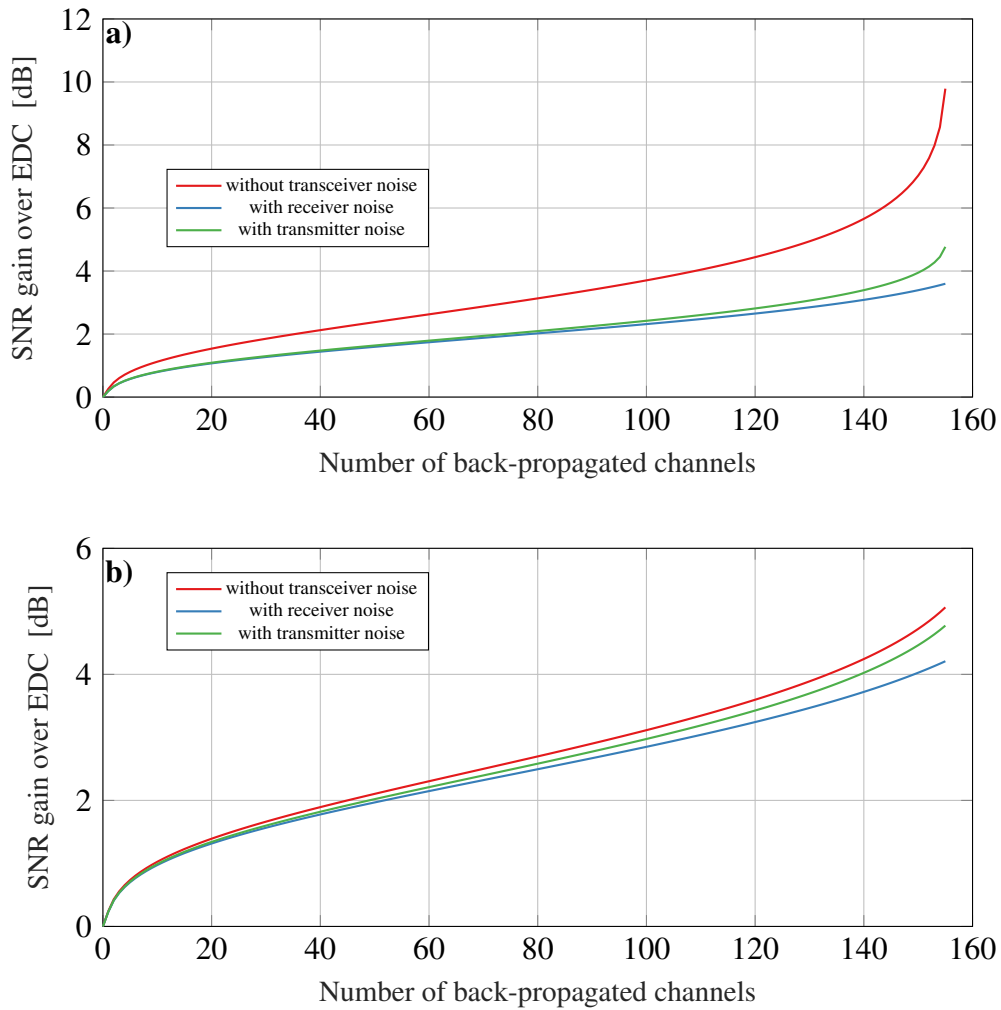 a)
12
10
8
6
4
2
0
SNR gain over EDC [dB]
without transceiver noise
with receiver noise
with transmitter noise
0 20 40 60 80 100 120 140 160
Number of back-propagated channels
b)
6
4
2
0
SNR gain over EDC [dB]
without transceiver noise
with receiver noise
with transmitter noise
0 20 40 60 80 100 120 140 160
Number of back-propagated channels